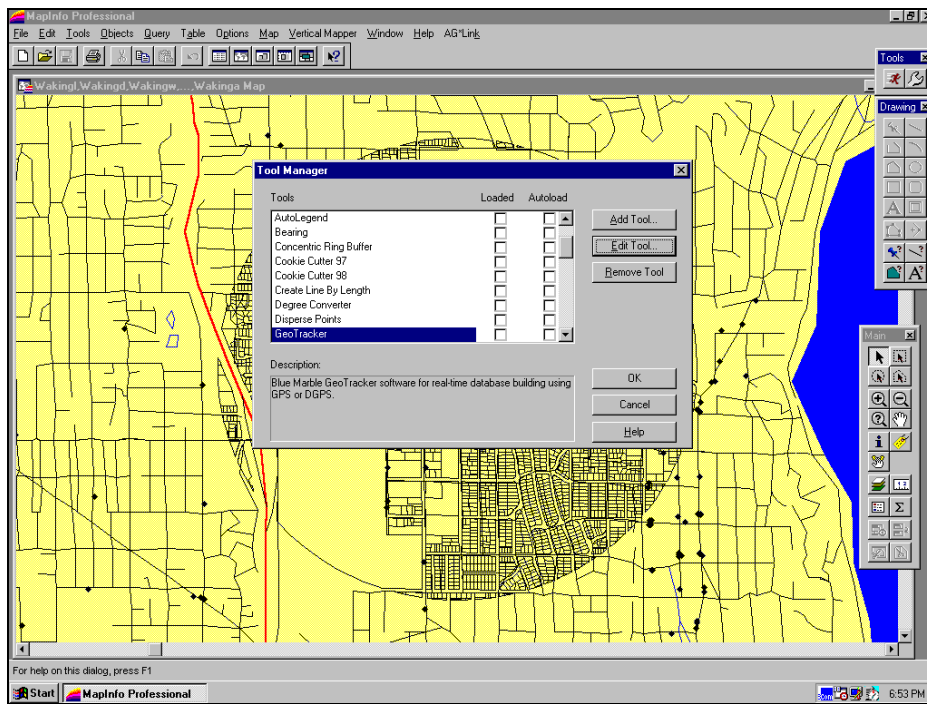 MapInfo Professional
File Edit Tools Objects Query Table Options Map Vertical Mapper Window Help AG*Link
Tools
Wakingl,Wakingd,Wakingw,...,Wakinga Map
Drawing
Tool Manager
Tools Loaded Autoload
AutoLegend
Bearing
Concentric Ring Buffer
Cookie Cutter 97
Cookie Cutter 98
Create Line By Length
Degree Converter
Disperse Points
GeoTracker
Add Tool...
Edit Tool...
Remove Tool
Description:
Blue Marble GeoTracker software for real-time database building using
GPS or DGPS.
OK
Cancel
Help
Main
For help on this dialog, press F1
Start MapInfo Professional 6:53 PM